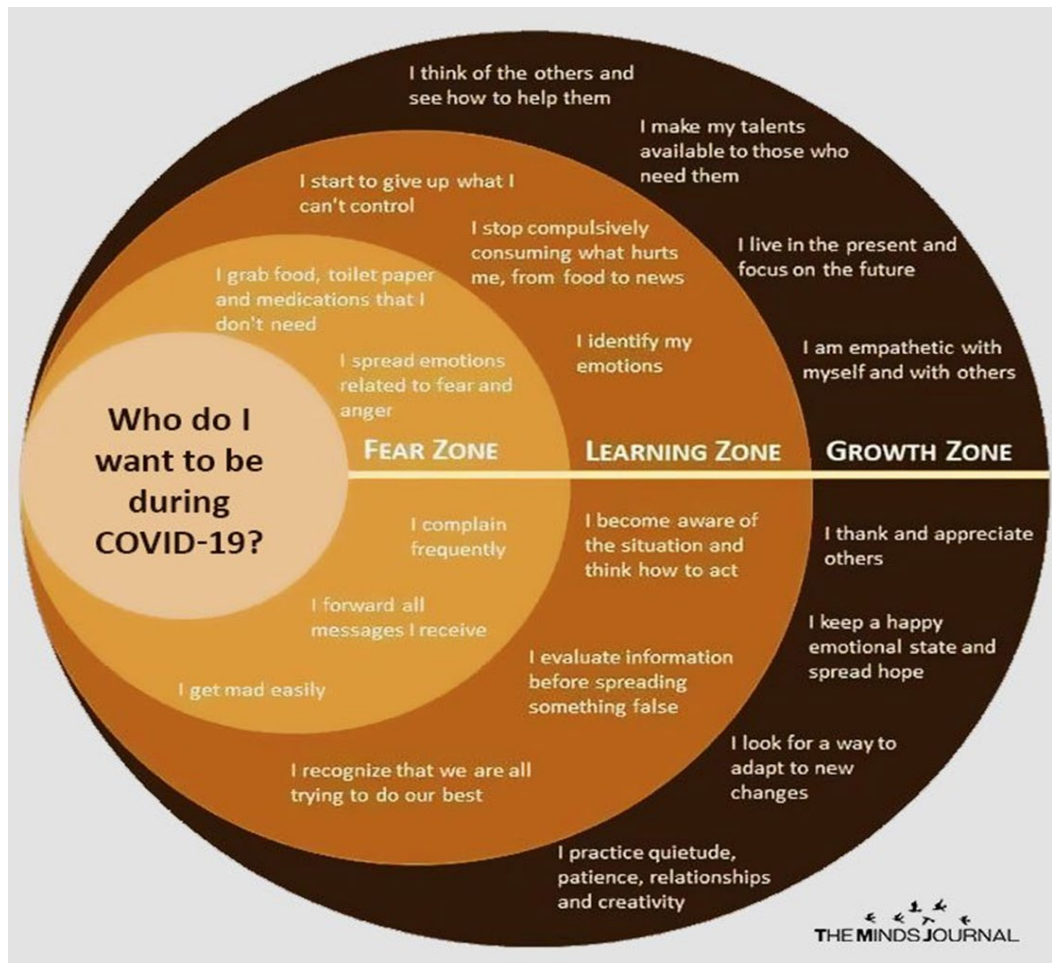 I think of the others and
see how to help them
I make my talents
available to those who
need them
I start to give up what I
can't control
I stop compulsively
consuming what hurts
me, from food to news
I live in the present and
focus on the future
I grab food, toilet paper
and medications that I
don't need
I identify my
emotions
I am empathetic with
myself and with others
I spread emotions
related to fear and
anger
Who do I
want to be
during
COVID-19?
FEAR ZONE
LEARNING ZONE
GROWTH ZONE
I complain
frequently
I become aware of
the situation and
think how to act
I thank and appreciate
others
I forward all
messages I receive
I keep a happy
emotional state and
spread hope
I evaluate information
before spreading
something false
I get mad easily
I look for a way to
adapt to new
changes
I recognize that we are all
trying to do our best
I practice quietude,
patience, relationships
and creativity
THEMINDSJOURNAL